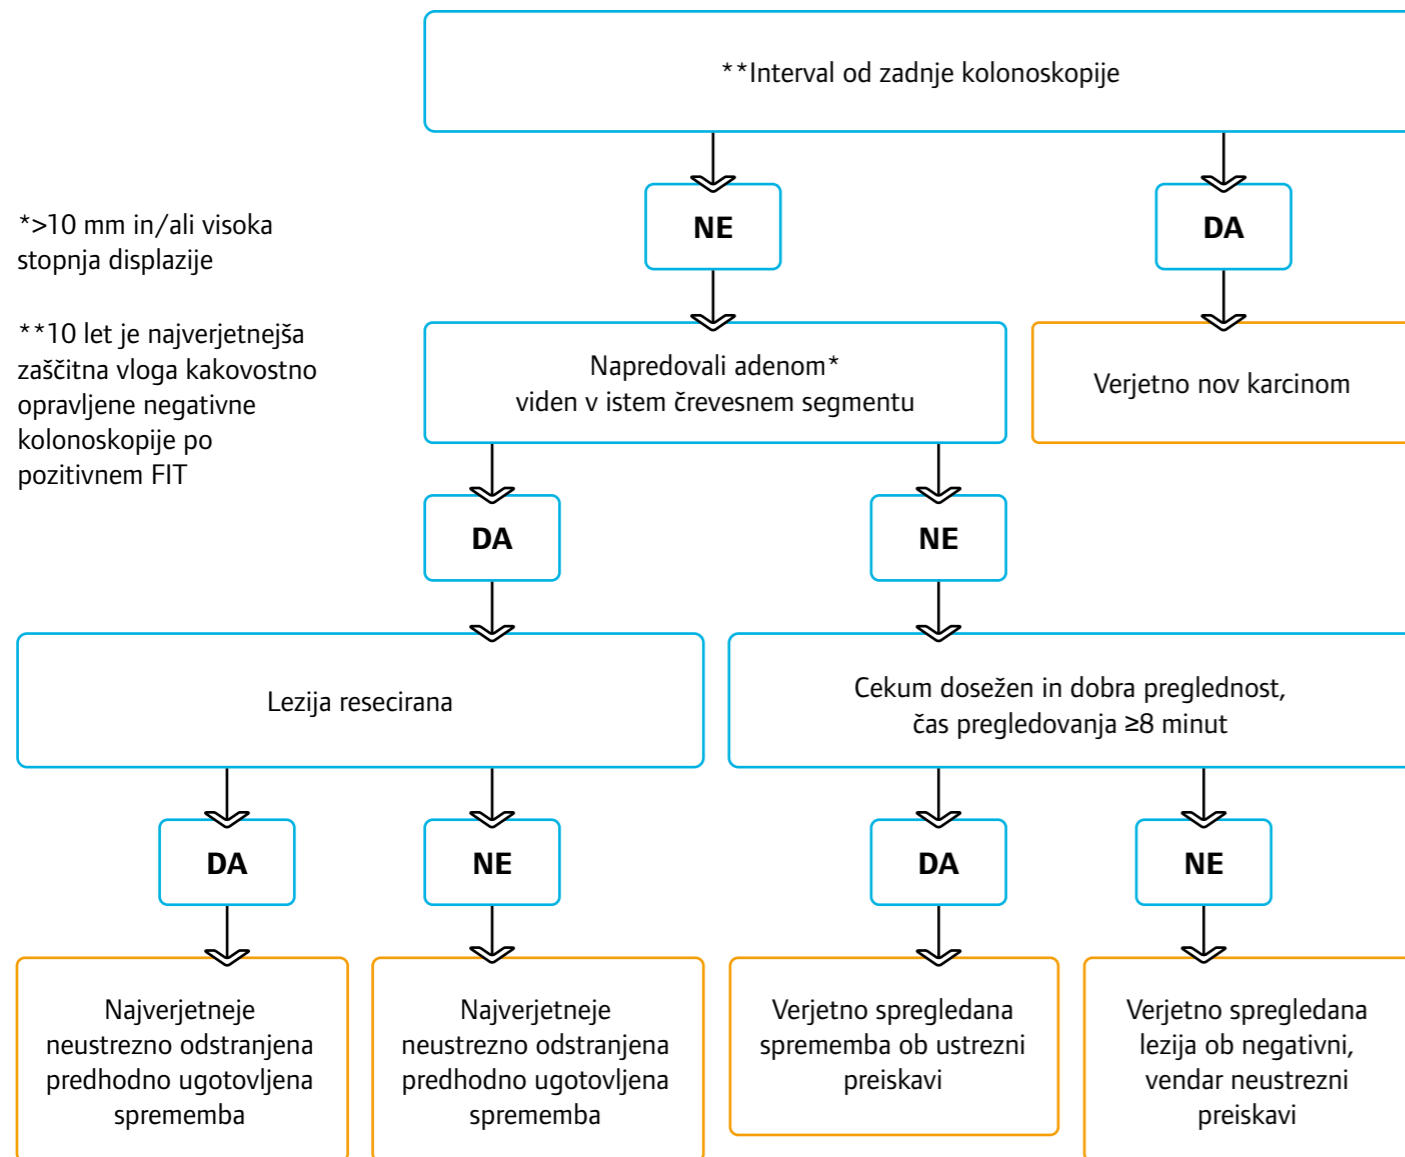 **Interval od zadnje kolonoskopije
*>10 mm in/ali visoka
stopnja displazije
**10 let je najverjetnejša
zaščitna vloga kakovostno
opravljene negativne
kolonoskopije po
pozitivnem FIT
NE
DA
Napredovali adenom*
viden v istem črevesnem segmentu
Verjetno nov karcinom
DA
NE
Lezija resecirana
Cekum dosežen in dobra preglednost,
čas pregledovanja ≥8 minut
DA
NE
DA
NE
Najverjetneje
neustrezno odstranjena
predhodno ugotovljena
sprememba
Najverjetneje
neustrezno odstranjena
predhodno ugotovljena
sprememba
Verjetno spregledana
sprememba ob ustrezni
preiskavi
Verjetno spregledana
lezija ob negativni,
vendar neustrezni
preiskavi